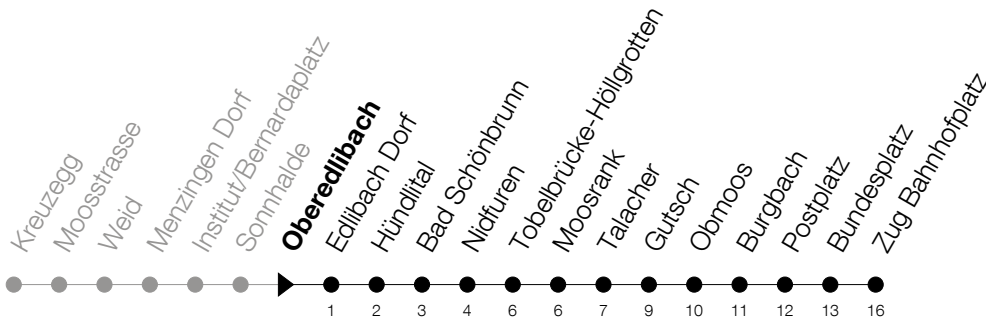 Kreuzegg
Moosstrasse
Weid
Menzingen Dorf
Institut/Bernardaplatz
Sonnhalde
Oberedlibach
Edlibach Dorf
Hündlital
Bad Schönbrunn
Nidfuren
Tobelbrücke-Höllgrotten
Moosrank
Talacher
Gutsch
Obmoos
Burgbach
Postplatz
Bundesplatz
Zug Bahnhofplatz
1 2 3 4 6 6 7 9 10 11 12 13 16